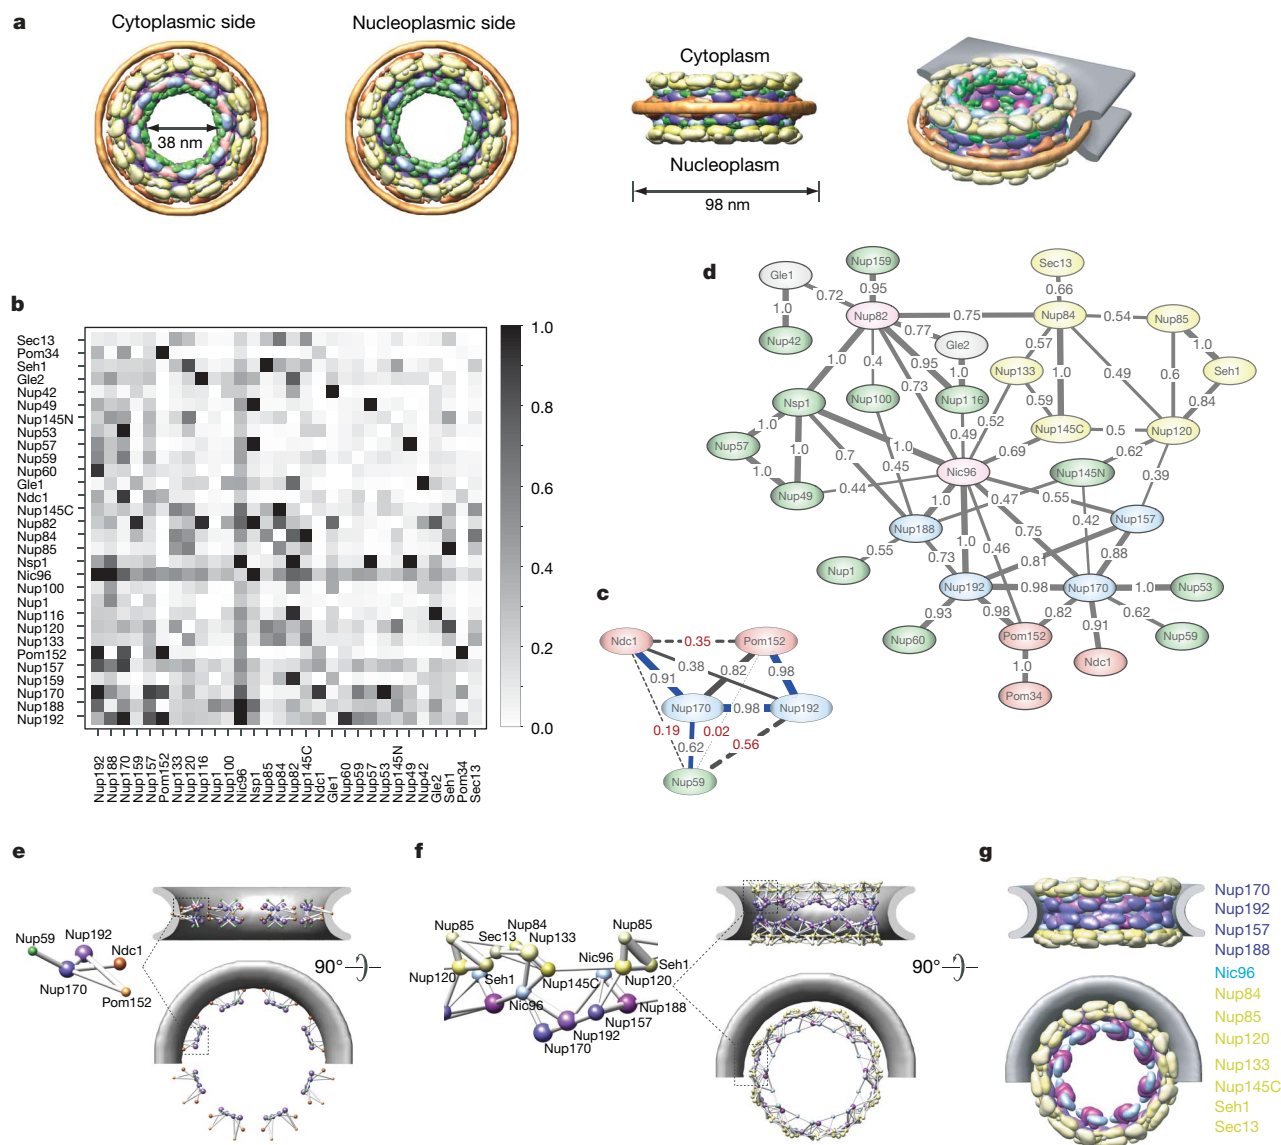 a
Cytoplasmic side
Nucleoplasmic side
38 nm
Cytoplasm
Nucleoplasm
98 nm
b
Sec13
Pom34
Seh1
Gle2
Nup42
Nup49
Nup145N
Nup53
Nup57
Nup59
Nup60
Gle1
Ndc1
Nup145C
Nup82
Nup84
Nup85
Nsp1
Nic96
Nup100
Nup1
Nup116
Nup120
Nup133
Pom152
Nup157
Nup159
Nup170
Nup188
Nup192
Nup192
Nup188
Nup170
Nup159
Nup157
Pom152
Nup133
Nup120
Nup116
Nup1
Nup100
Nic96
Nsp1
Nup85
Nup84
Nup82
Nup145C
Ndc1
Gle1
Nup60
Nup59
Nup57
Nup53
Nup145N
Nup49
Nup42
Gle2
Seh1
Pom34
Sec13
1.0
0.8
0.6
0.4
0.2
0.0
c
Ndc1
0.35
Pom152
0.38
0.82
0.91
0.98
Nup170
0.98
Nup192
0.19
0.02
0.62
0.56
Nup59
d
Nup159
Sec13
Gle1
0.95
0.66
0.72
Nup82
0.75
Nup84
0.54
Nup85
1.0
0.77
Gle2
0.57
1.0
Nup42
1.0
0.4
0.95
1.0
Nup133
1.0
0.49
0.6
Seh1
0.73
Nsp1
Nup100
Nup1 16
0.59
0.84
1.0
0.52
Nup145C
0.5
Nup120
0.49
Nup57
1.0
1.0
0.7
0.69
0.62
0.45
Nic96
Nup145N
1.0
0.39
Nup49
0.44
1.0
0.47
0.55
Nup188
0.75
0.42
Nup157
0.55
0.73
1.0
0.46
0.81
0.88
Nup1
Nup192
0.98
Nup170
1.0
Nup53
0.93
0.98
0.82
0.91
0.62
Nup60
Pom152
Nup59
Ndc1
1.0
Pom34
e
Nup59
Nup192
Ndc1
Nup170
Pom152
90°
f
Nup85
Nup84
Sec13
Nup133
Nup85
Nic96
Nup120
Seh1
Nup145C
Nup120
Seh1
Nic96
Nup188
Nup157
Nup192
Nup170
90°
g
Nup170
Nup192
Nup157
Nup188
Nic96
Nup84
Nup85
Nup120
Nup133
Nup145C
Seh1
Sec13